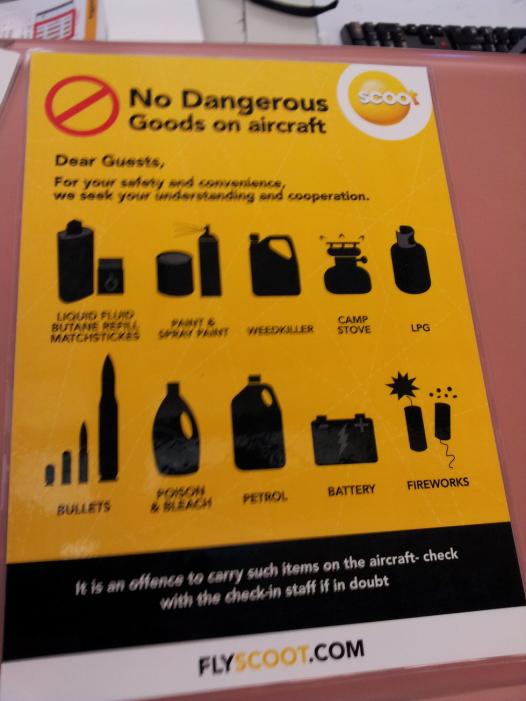 No Dangerous
Goods on aircraft
scoot
Dear Guests,
For your safety and convenience,
we seek your understanding and cooperation.
LIQUID FLUID
BUTANE REFILL
MATCHSTICKES
PAINT &
SPRAY PAINT
WEEDKILLER
CAMP
STOVE
LPG
BULLETS
POISON
& BLEACH
PETROL
BATTERY
FIREWORKS
It is an offence to carry such items on the aircraft- check
with the check-in staff if in doubt
FLYSCOOT.COM